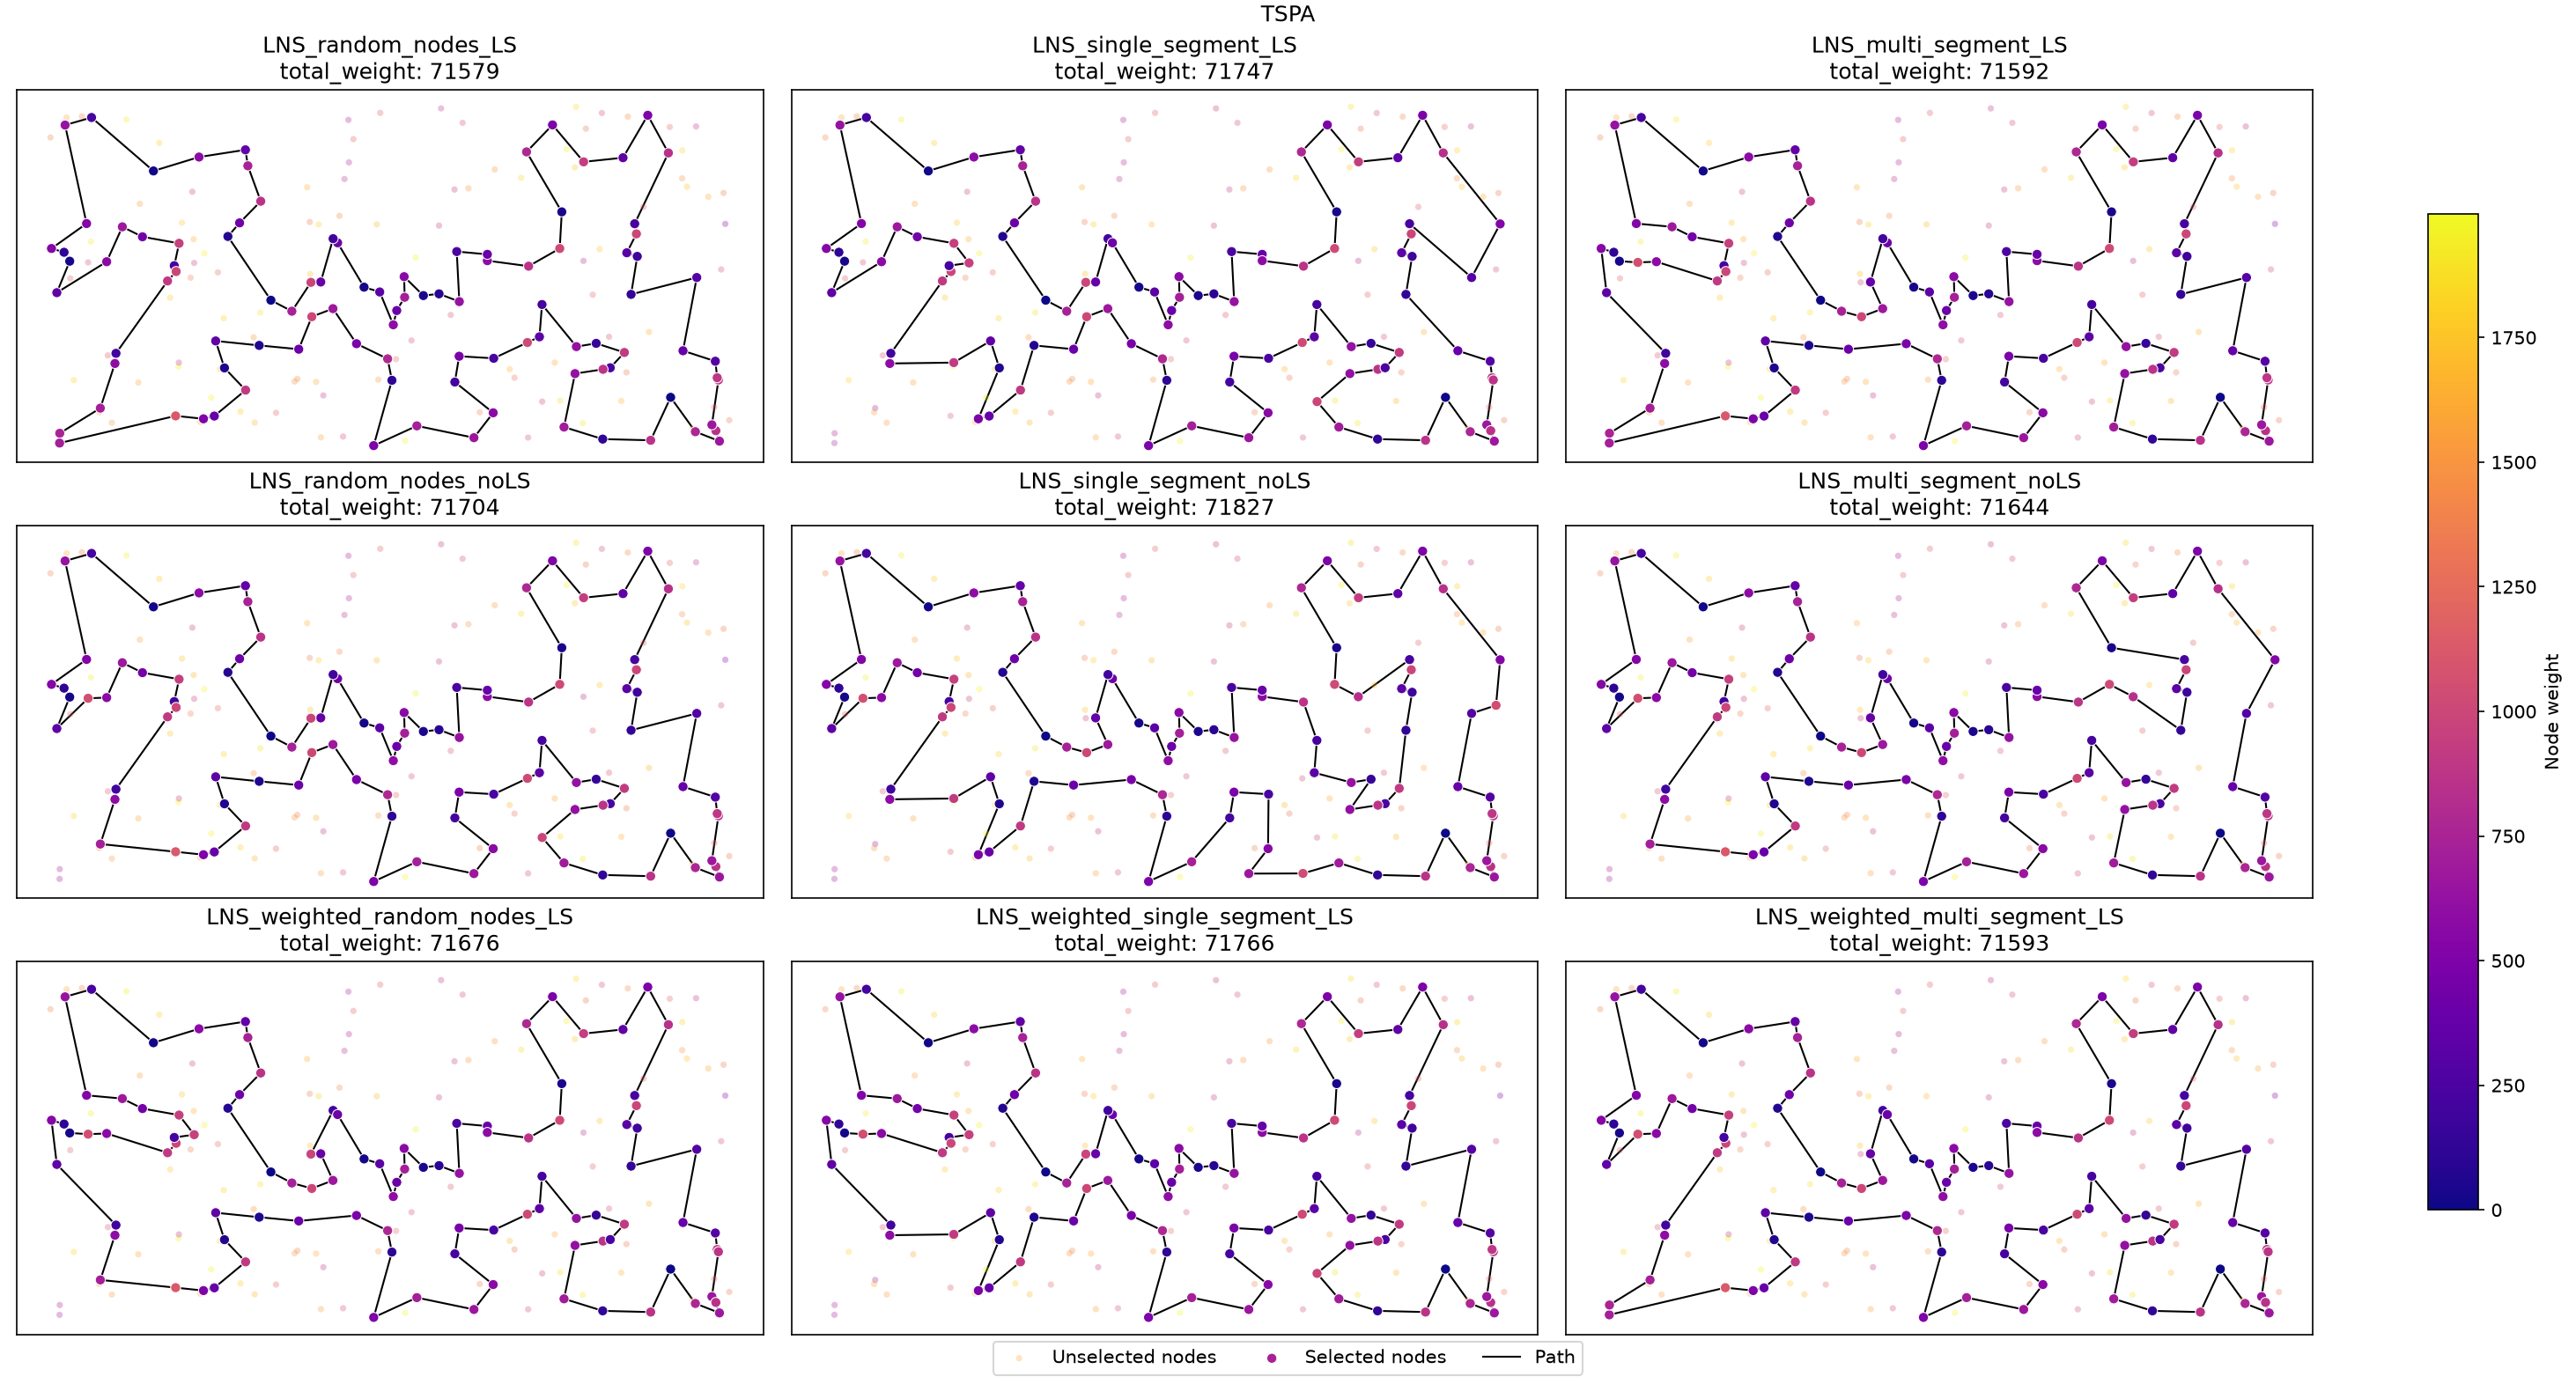 TSPA
LNS_random_nodes_LS
total_weight: 71579
LNS_single_segment_LS
total_weight: 71747
LNS_multi_segment_LS
total_weight: 71592
LNS_random_nodes_noLS
total_weight: 71704
LNS_single_segment_noLS
total_weight: 71827
LNS_multi_segment_noLS
total_weight: 71644
LNS_weighted_random_nodes_LS
total_weight: 71676
LNS_weighted_single_segment_LS
total_weight: 71766
LNS_weighted_multi_segment_LS
total_weight: 71593
1750
1500
1250
1000
750
500
250
0
Node weight
Unselected nodes
Selected nodes
Path